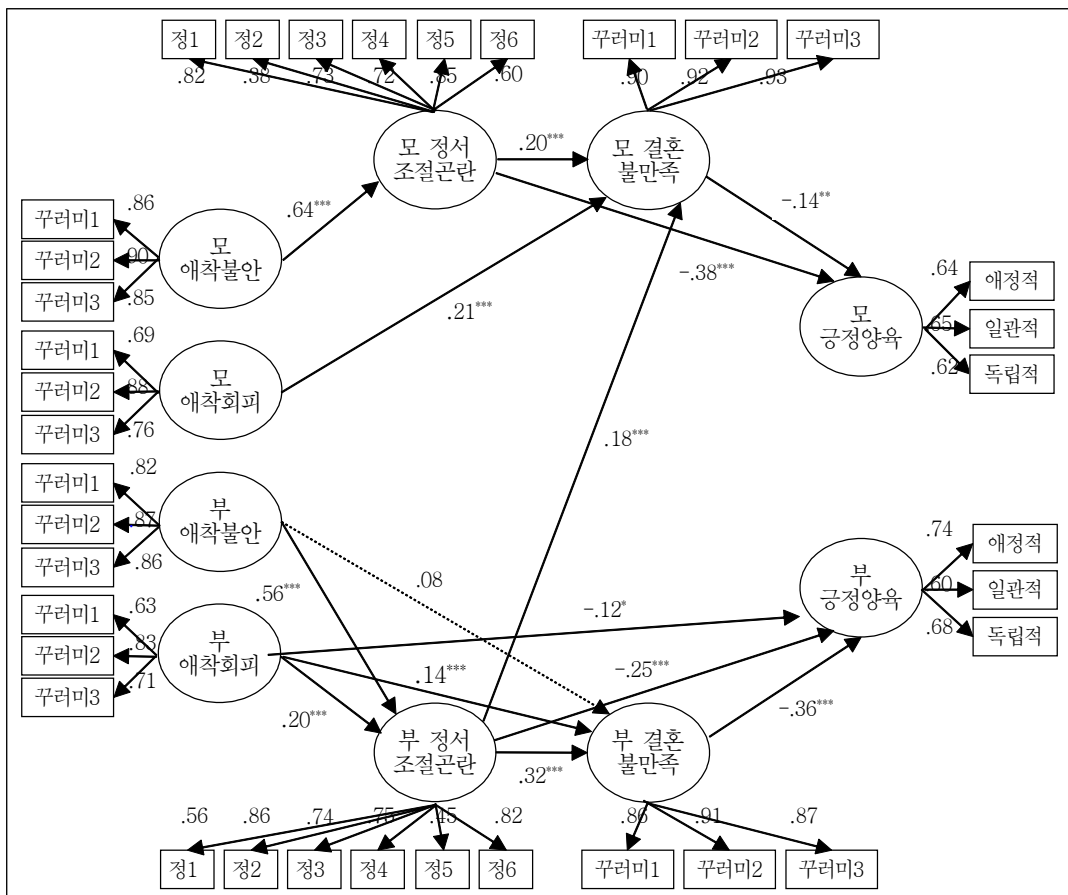 정1 정2 정3 정4 정5 정6 꾸러미1 꾸러미2 꾸러미3
.82 .38 .73 .72 .85 .60 .90 .92 .93
모 정서
조절곤란
.20***
모 결혼
불만족
-.14**
꾸러미1 .86
꾸러미2 .90
꾸러미3 .85
모
애착불안
.64***
-.38***
.21***
모
긍정양육
.64 애정적
.65 일관적
.62 독립적
꾸러미1 .69
꾸러미2 .88
꾸러미3 .76
모
애착회피
.18***
꾸러미1 .82
꾸러미2 .87
꾸러미3 .86
부
애착불안
.08
.56***
꾸러미1 .63
꾸러미2 .83
꾸러미3 .71
부
애착회피
-.12*
.14***
-.25***
.20***
-.36***
부
긍정양육
.74 애정적
.60 일관적
.68 독립적
부 정서
조절곤란
.32***
부 결혼
불만족
.56 .86 .74 .75 .45 .82 .86 .91 .87
정1 정2 정3 정4 정5 정6 꾸러미1 꾸러미2 꾸러미3